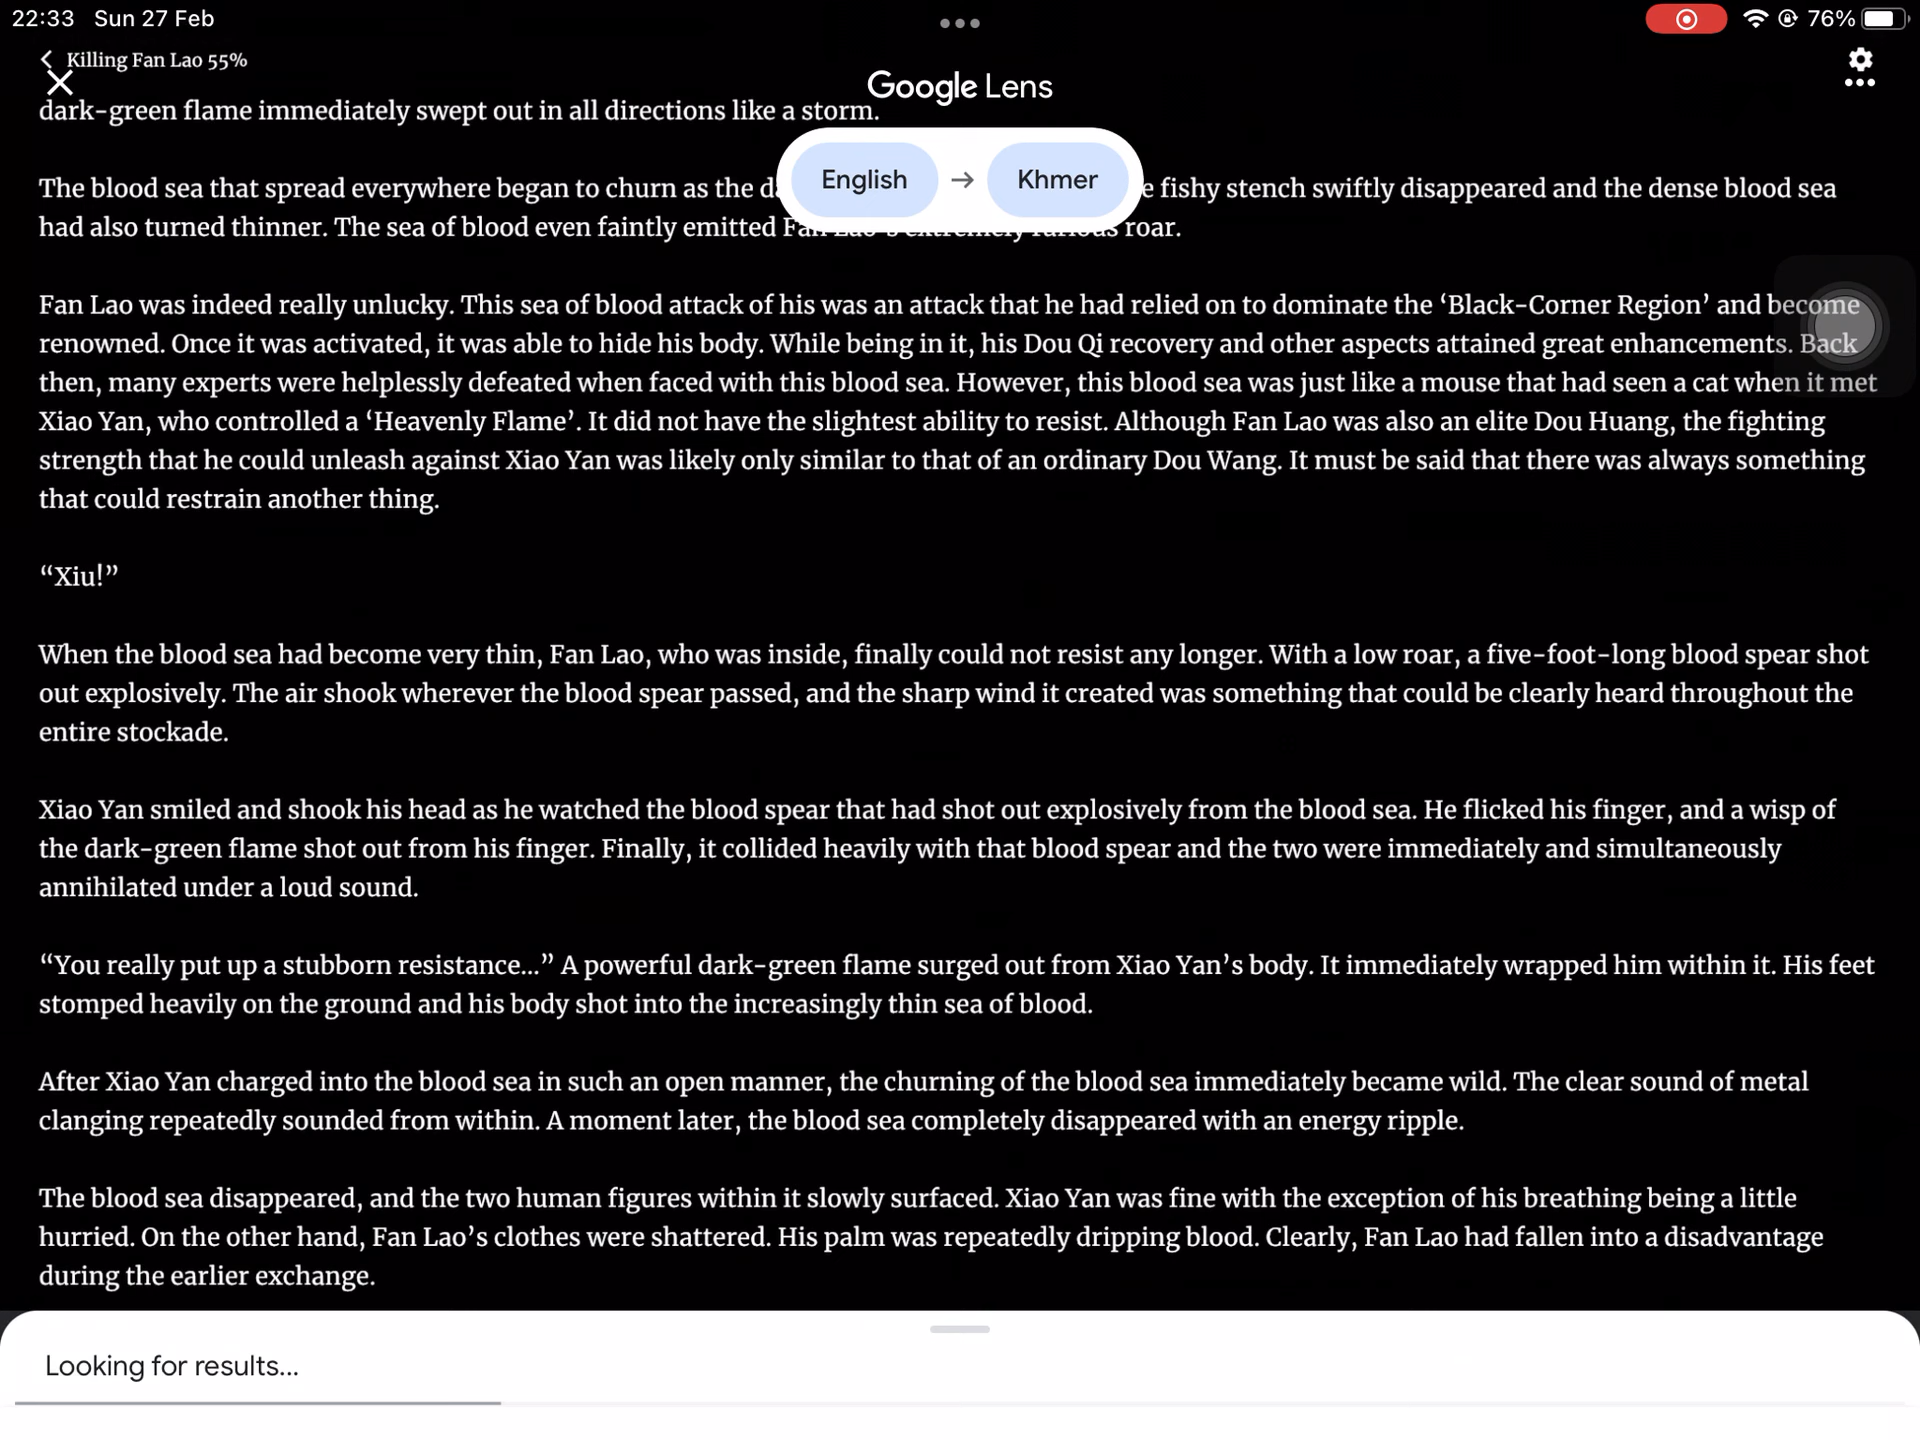 22:33 Sun 27 Feb
76%
Killing Fan Lao 55%
Google Lens
dark-green flame immediately swept out in all directions like a storm.
English → Khmer
The blood sea that spread everywhere began to churn as the fishy stench swiftly disappeared and the dense blood sea
had also turned thinner. The sea of blood even faintly emitted Fan Lao's extremely furious roar.
Fan Lao was indeed really unlucky. This sea of blood attack of his was an attack that he had relied on to dominate the ‘Black-Corner Region’ and become
renowned. Once it was activated, it was able to hide his body. While being in it, his Dou Qi recovery and other aspects attained great enhancements. Back
then, many experts were helplessly defeated when faced with this blood sea. However, this blood sea was just like a mouse that had seen a cat when it met
Xiao Yan, who controlled a ‘Heavenly Flame’. It did not have the slightest ability to resist. Although Fan Lao was also an elite Dou Huang, the fighting
strength that he could unleash against Xiao Yan was likely only similar to that of an ordinary Dou Wang. It must be said that there was always something
that could restrain another thing.
“Xiu!”
When the blood sea had become very thin, Fan Lao, who was inside, finally could not resist any longer. With a low roar, a five-foot-long blood spear shot
out explosively. The air shook wherever the blood spear passed, and the sharp wind it created was something that could be clearly heard throughout the
entire stockade.
Xiao Yan smiled and shook his head as he watched the blood spear that had shot out explosively from the blood sea. He flicked his finger, and a wisp of
the dark-green flame shot out from his finger. Finally, it collided heavily with that blood spear and the two were immediately and simultaneously
annihilated under a loud sound.
“You really put up a stubborn resistance...” A powerful dark-green flame surged out from Xiao Yan’s body. It immediately wrapped him within it. His feet
stomped heavily on the ground and his body shot into the increasingly thin sea of blood.
After Xiao Yan charged into the blood sea in such an open manner, the churning of the blood sea immediately became wild. The clear sound of metal
clanging repeatedly sounded from within. A moment later, the blood sea completely disappeared with an energy ripple.
The blood sea disappeared, and the two human figures within it slowly surfaced. Xiao Yan was fine with the exception of his breathing being a little
hurried. On the other hand, Fan Lao’s clothes were shattered. His palm was repeatedly dripping blood. Clearly, Fan Lao had fallen into a disadvantage
during the earlier exchange.
Looking for results...